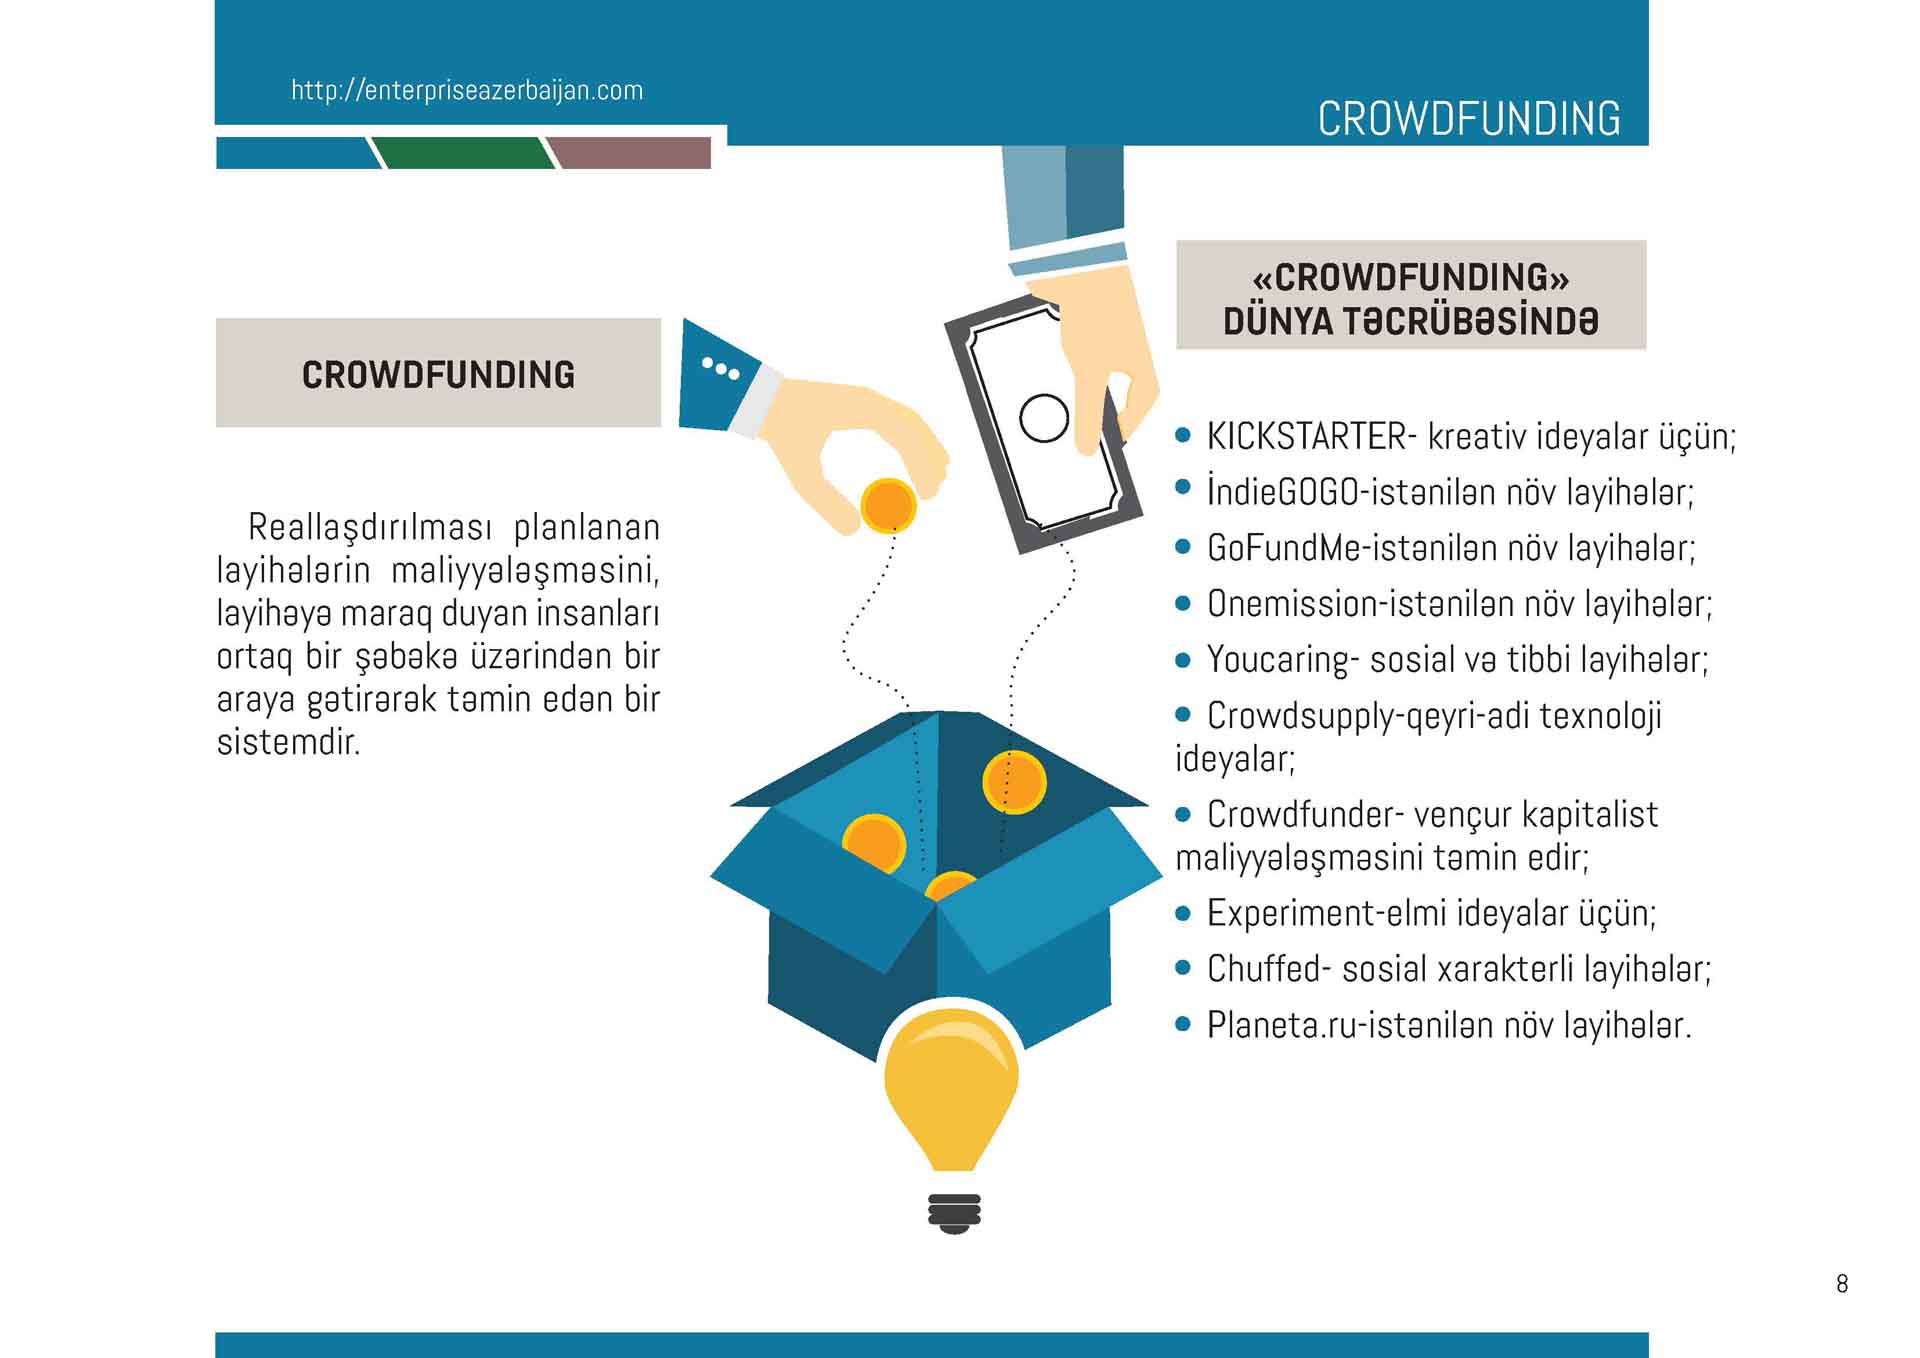 http://enterpriseazerbaijan.com
CROWDFUNDING
CROWDFUNDING
Reallaşdırılması planlanan
layihələrin maliyyələşməsini,
layihəyə maraq duyan insanları
ortaq bir şəbəkə üzərindən bir
araya gətirərək təmin edən bir
sistemdir.
«CROWDFUNDING»
DÜNYA TƏCRÜBƏSİNDƏ
• KICKSTARTER- kreativ ideyalar üçün;
• İndieGOGO-istənilən növ layihələr;
• GoFundMe-istənilən növ layihələr;
• Onemission-istənilən növ layihələr;
• Youcaring- sosial və tibbi layihələr;
• Crowdsupply-qeyri-adi texnoloji
ideyalar;
• Crowdfunder- vençur kapitalist
maliyyələşməsini təmin edir;
• Experiment-elmi ideyalar üçün;
• Chuffed- sosial xarakterli layihələr;
• Planeta.ru-istənilən növ layihələr.
8